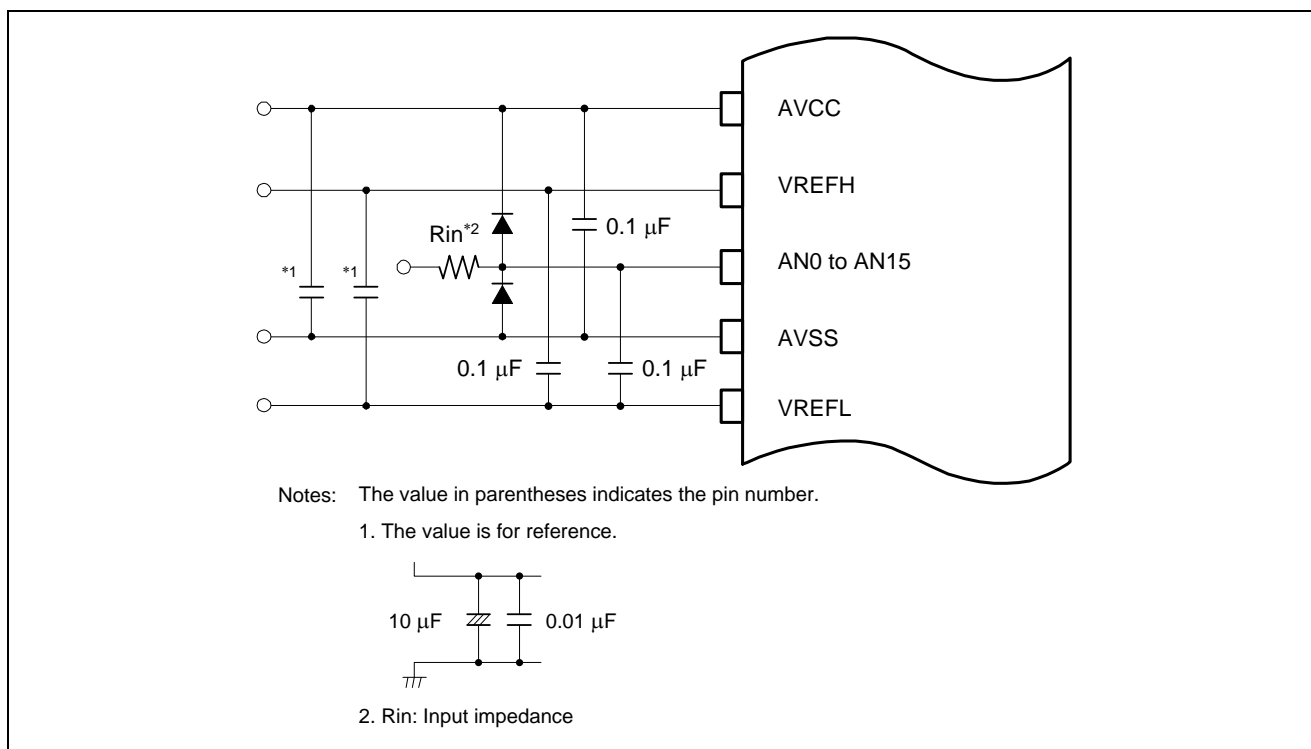 AVCC
VREFH
0.1 μF
Rin*2
AN0 to AN15
*1 *1
AVSS
0.1 μF 0.1 μF
VREFL
Notes: The value in parentheses indicates the pin number.
1. The value is for reference.
10 μF 0.01 μF
2. Rin: Input impedance